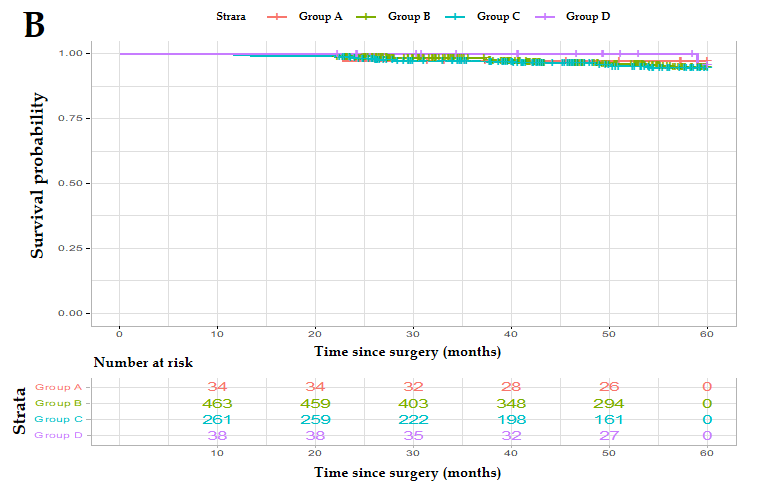 B
Strara Group A Group B Group C Group D
Survival probability
1.00
0.75
0.50
0.25
0.00
0 10 20 30 40 50 60
Time since surgery (months)
Number at risk
Strata
Group A 34 34 32 28 26 0
Group B 463 459 403 348 294 0
Group C 261 259 222 198 161 0
Group D 38 38 35 32 27 0
10 20 30 40 50 60
Time since surgery (months)